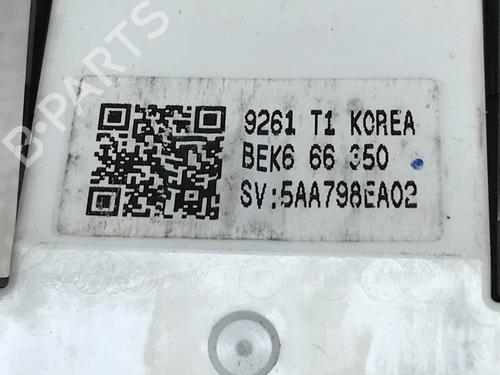 B-PARTS
9261 T1 KOREA
BEK6 66 350
SV:5AA798EA02